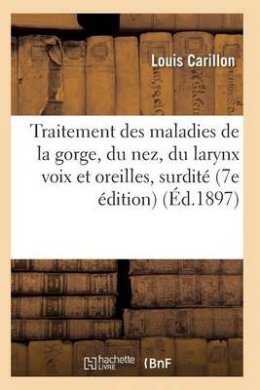 Louis Carillon
Traitement des maladies de la gorge, du nez, du larynx
voix et oreilles, surdité (7e
édition) (Éd.1897)
hachette
LIVRE
{BnF